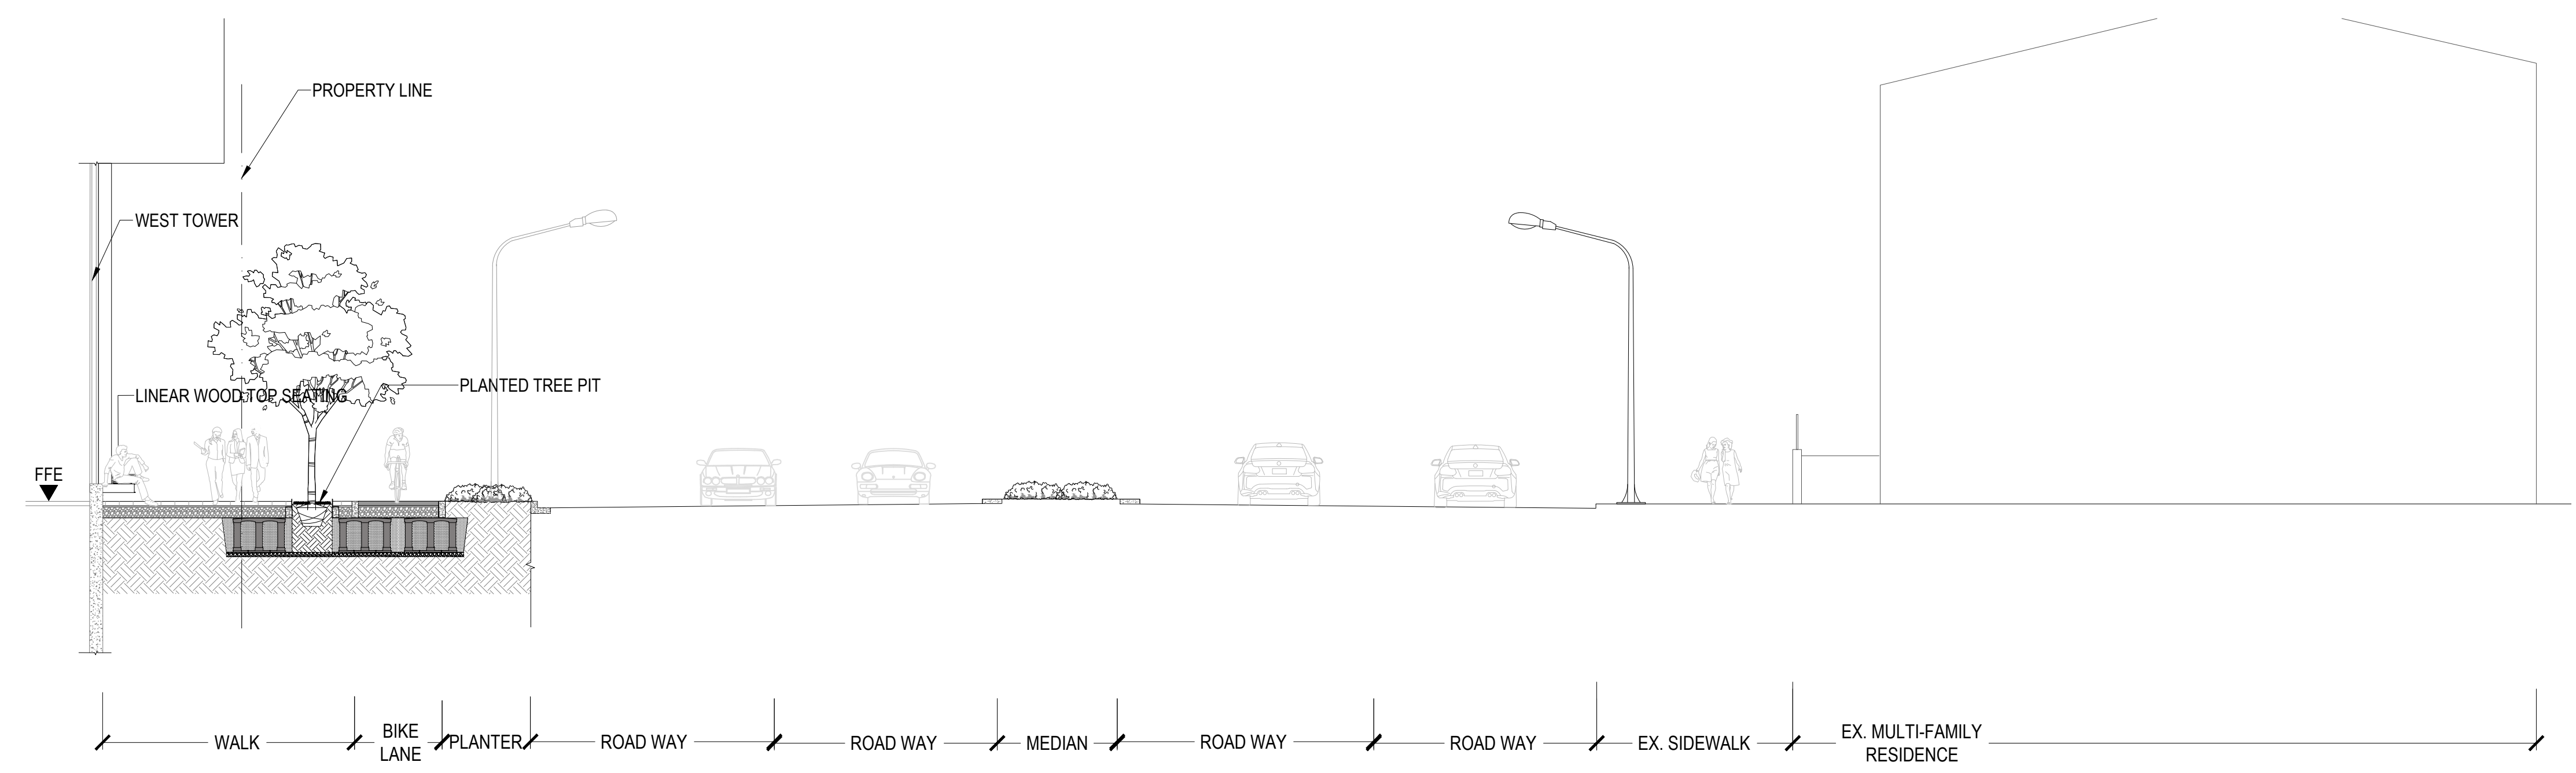 PROPERTY LINE
WEST TOWER
PLANTED TREE PIT
LINEAR WOOD TOP SEATING
FFE
WALK
BIKE
LANE
PLANTER
ROAD WAY
ROAD WAY
MEDIAN
ROAD WAY
ROAD WAY
EX. SIDEWALK
EX. MULTI-FAMILY
RESIDENCE